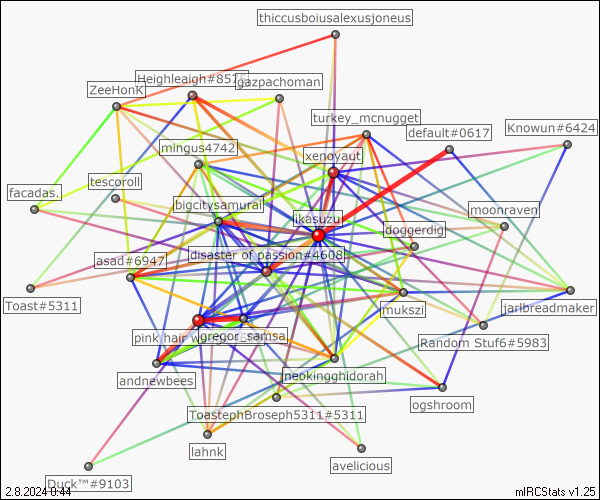 thiccusboiusalexusjoneus
Heighleaigh#857
gazpachoman
ZeeHonK
turkey_mcnugget
default#0617
Knowun#6424
mingus4742
xenoyaut
tescoroll
facadas.
bigcitysamurai
moonraven
likasuzu
doggerdig
asad#6947
disaster of passion#4608
Toast#5311
mukszi
jarlbreadmaker
pink hair
gregor_samsa
Random Stuf6#5983
andnewbees
neokingghidorah
ogshroom
ToastephBroseph5311#5311
lahnk
avelicious
Duck™#9103
2.8.2024 0:44
mIRCStats v1.25